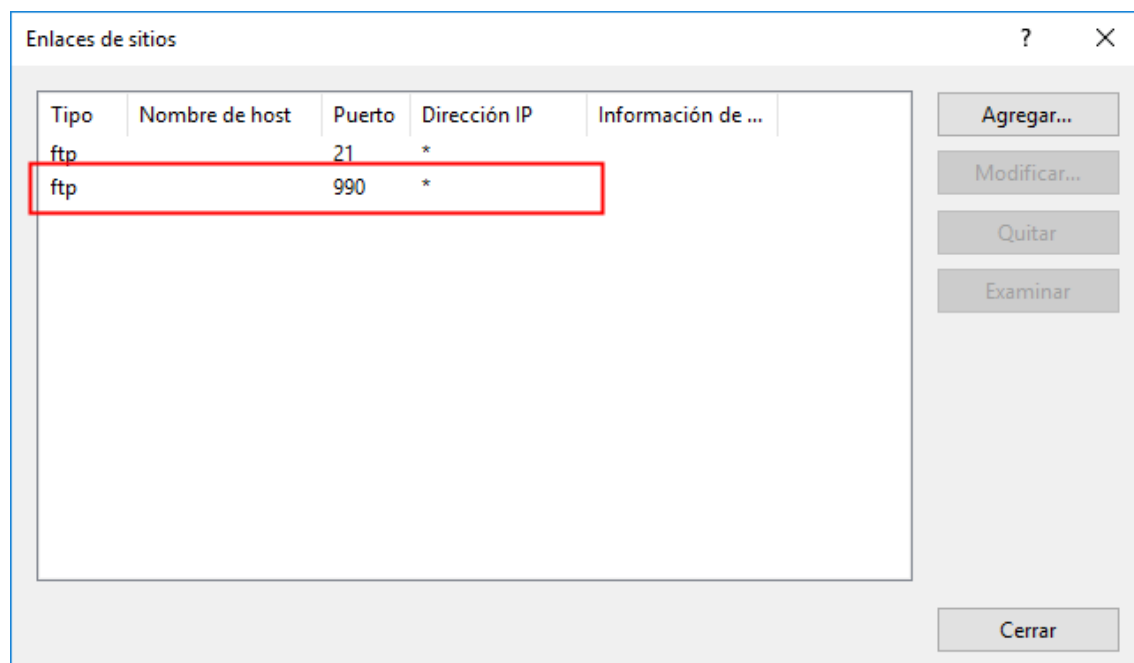 Enlaces de sitios ? ×
Tipo Nombre de host Puerto Dirección IP Información de ... Agregar...
ftp 21 *
Modificar...
ftp 990 *
Quitar
Examinar
Cerrar